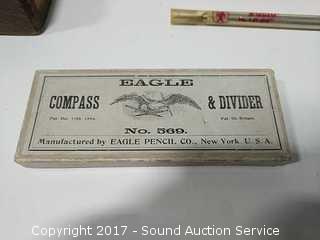 EAGLE
COMPASS & DIVIDER
No. 569.
Manufactured by EAGLE PENCIL CO., New York U. S. A.
Copyright 2017 - Sound Auction Service